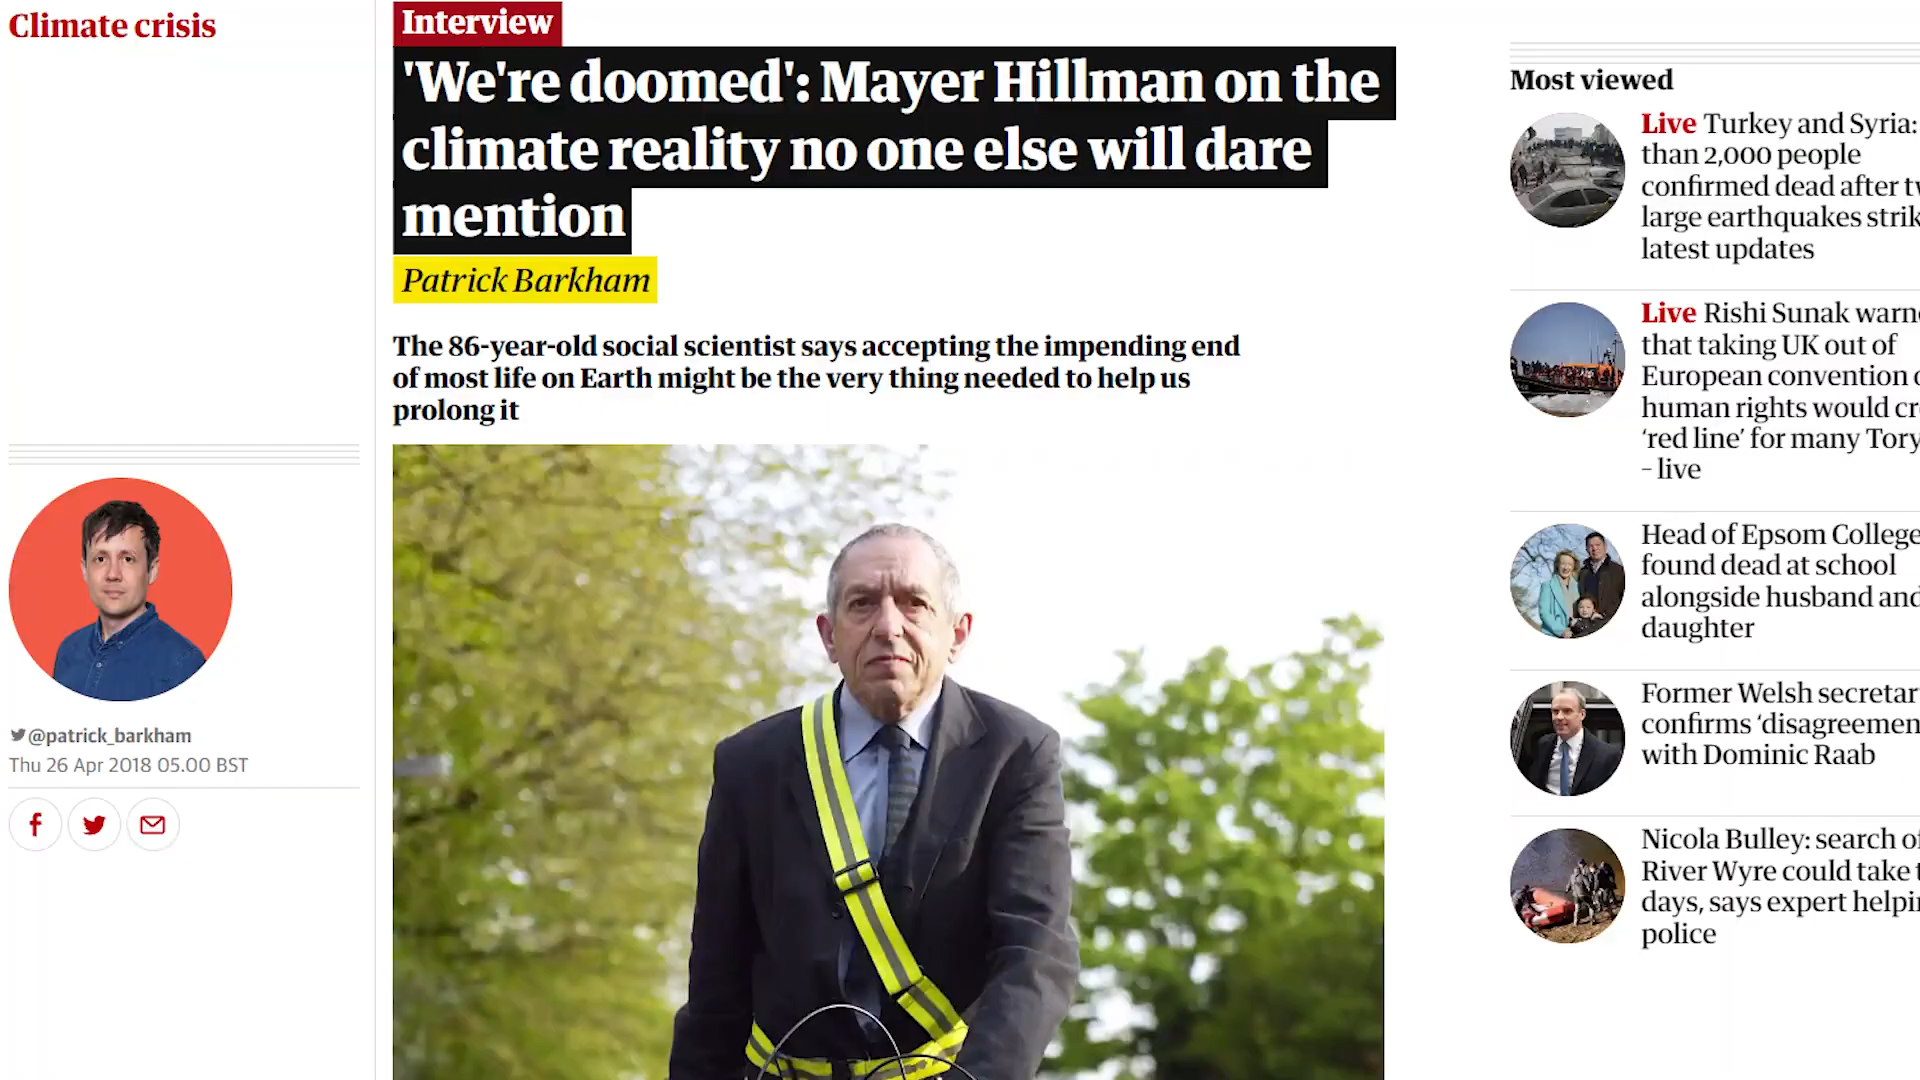 Climate crisis
Interview
'We're doomed': Mayer Hillman on the
climate reality no one else will dare
mention
Patrick Barkham
The 86-year-old social scientist says accepting the impending end
of most life on Earth might be the very thing needed to help us
prolong it
@patrick_barkham
Thu 26 Apr 2018 05.00 BST
Most viewed
Live Turkey and Syria:
than 2,000 people
confirmed dead after
large earthquakes
latest updates
Live Rishi Sunak
that taking UK out of
European convention
human rights would
‘red line’ for many Tory
– live
Head of Epsom College
found dead at school
alongside husband and
daughter
Former Welsh
confirms
with Dominic Raab
Nicola Bulley: search
River Wyre could take
days, says expert
police